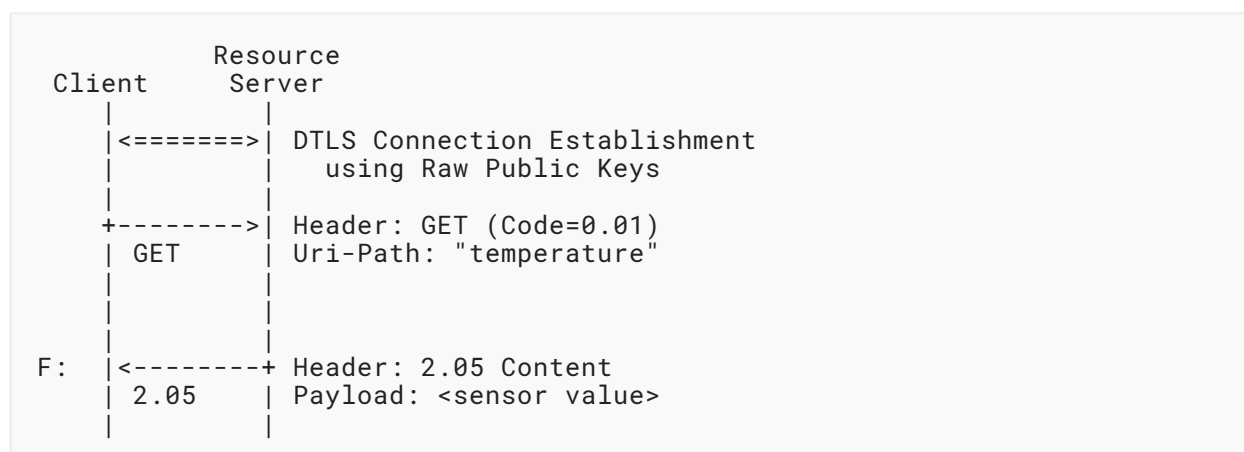 Resource
 Client     Server
    |         |
    |<=======>| DTLS Connection Establishment
    |         |   using Raw Public Keys
    |         |
    +-------->| Header: GET (Code=0.01)
    | GET     | Uri-Path: "temperature"
    |         |
    |         |
    |         |
F:  |<--------+ Header: 2.05 Content
    | 2.05    | Payload: <sensor value>
    |         |